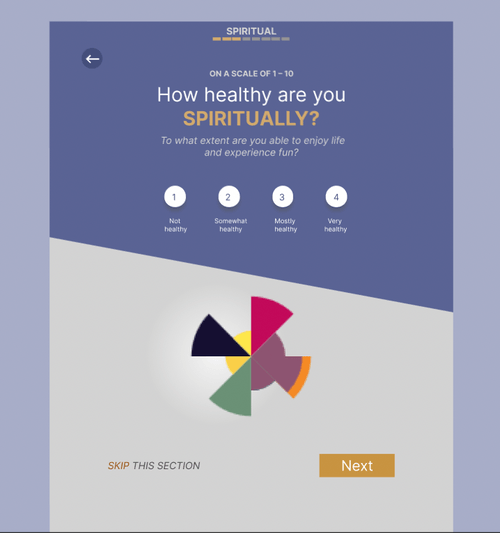 SPIRITUAL
ON A SCALE OF 1 – 10
How healthy are you
SPIRITUALLY?
To what extent are you able to enjoy life
and experience fun?
1 2 3 4
Not Somewhat Mostly Very
healthy healthy healthy healthy
SKIP THIS SECTION Next